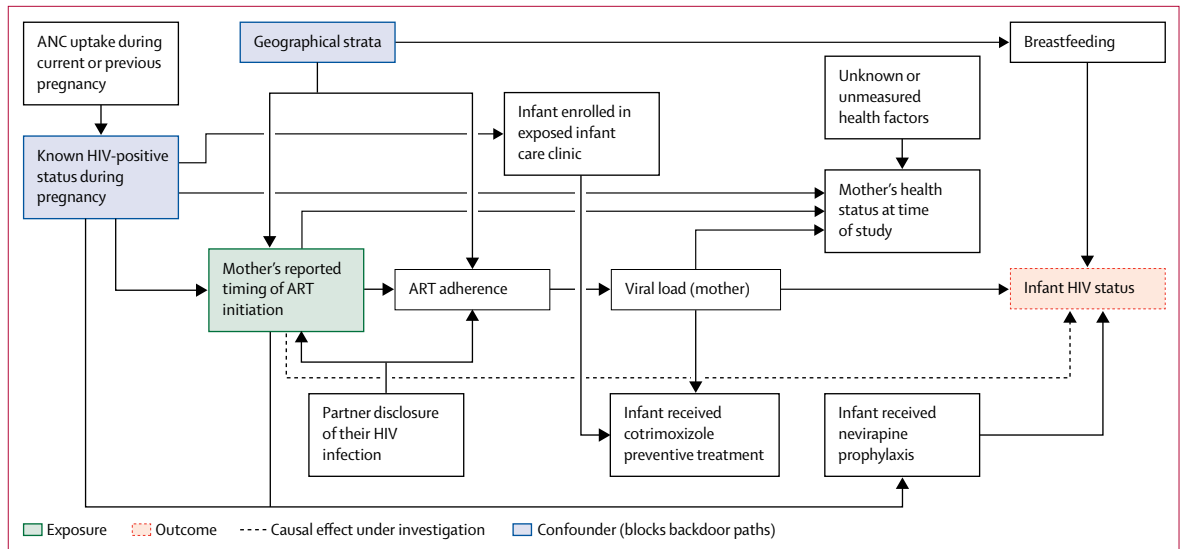 ANC uptake during
current or previous
pregnancy
Geographical strata
Breastfeeding
Unknown or
unmeasured
health factors
Infant enrolled in
exposed infant
care clinic
Known HIV-positive
status during
pregnancy
Mother's health
status at time
of study
Mother's reported
timing of ART
initiation
ART adherence
Viral load (mother)
Infant HIV status
Partner disclosure
of their HIV
infection
Infant received
cotrimoxizole
preventive treatment
Infant received
nevirapine
prophylaxis
Exposure
Outcome
Causal effect under investigation
Confounder (blocks backdoor paths)